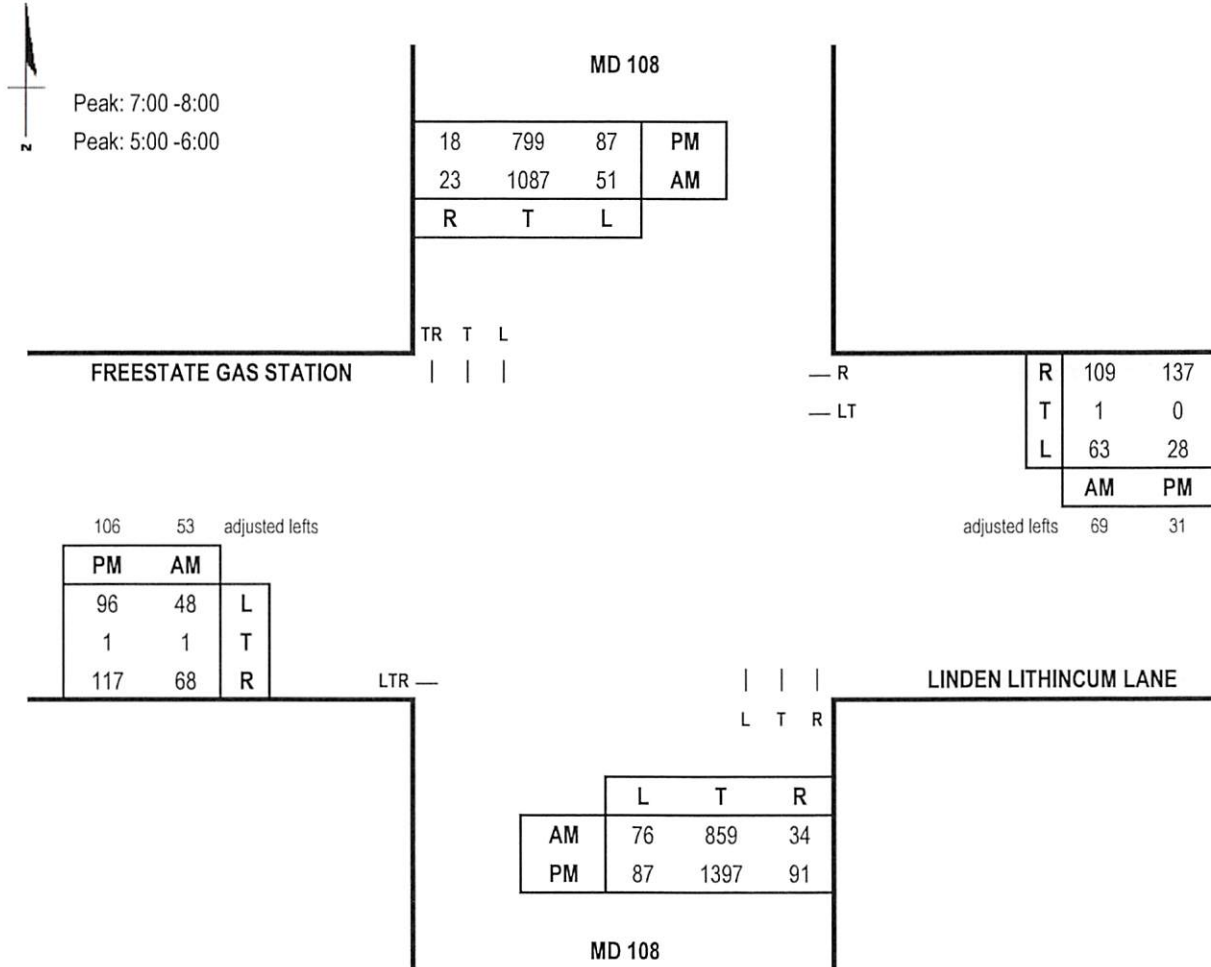 MD 108
Peak: 7:00 -8:00
Peak: 5:00 -6:00
N
18 799 87 PM
23 1087 51 AM
R T L
TR T L
FREESTATE GAS STATION
— R
— LT
R 109 137
T 1 0
L 63 28
AM PM
adjusted lefts 69 31
106 53 adjusted lefts
PM AM
96 48 L
1 1 T
117 68 R
LTR —
LINDEN LITHINCUM LANE
L T R
L T R
AM 76 859 34
PM 87 1397 91
MD 108